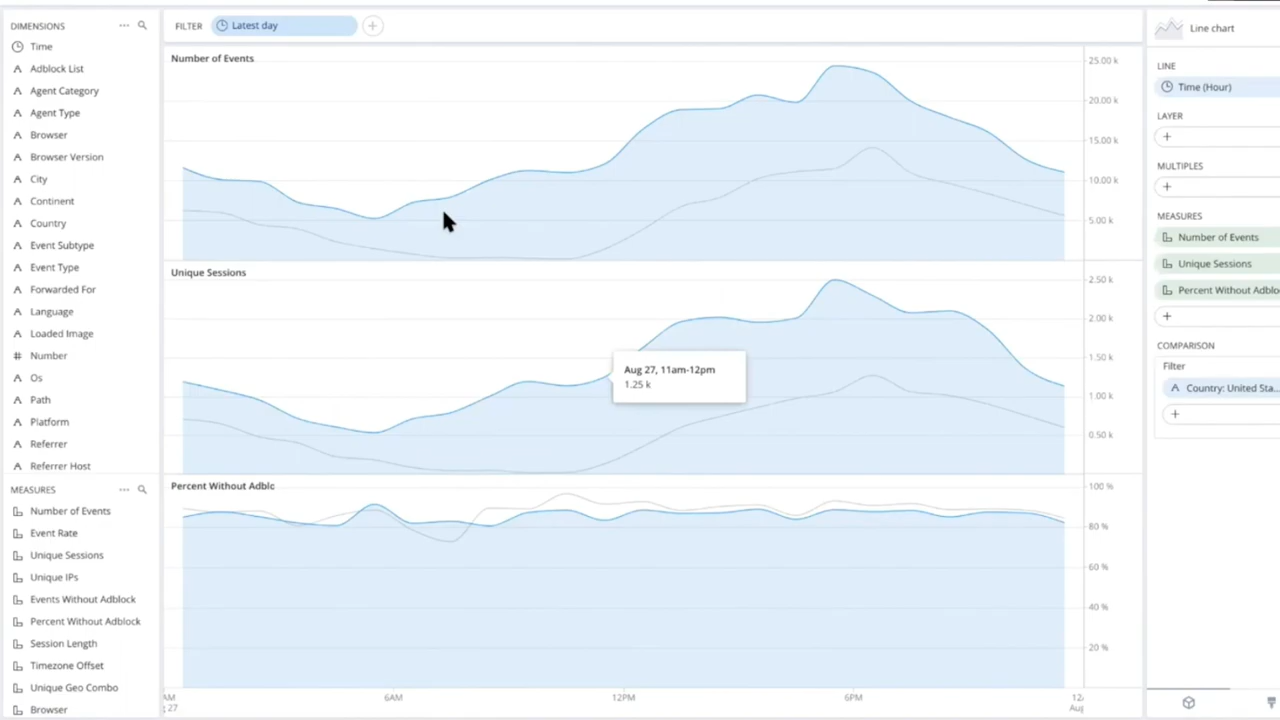 DIMENSIONS
Time
Adblock List
Agent Category
Agent Type
Browser
Browser Version
City
Continent
Country
Event Subtype
Event Type
Forwarded For
Language
Loaded Image
Number
Os
Path
Platform
Referrer
Referrer Host
MEASURES
Number of Events
Event Rate
Unique Sessions
Unique IPs
Events Without Adblock
Percent Without Adblock
Session Length
Timezone Offset
Unique Geo Combo
Browser
FILTER
Latest day
Number of Events
25.00 k
20.00 k
15.00 k
10.00 k
5.00 k
Unique Sessions
2.50 k
2.00 k
1.50 k
1.00 k
0.50 k
Aug 27, 11am-12pm
1.25 k
Percent Without Adblc
100 %
80 %
60 %
40 %
20 %
AM 6AM 12PM 6PM 12
27 Aug
Line chart
LINE
Time (Hour)
LAYER
MULTIPLES
MEASURES
Number of Events
Unique Sessions
Percent Without Adblo
COMPARISON
Filter
Country: United Sta...